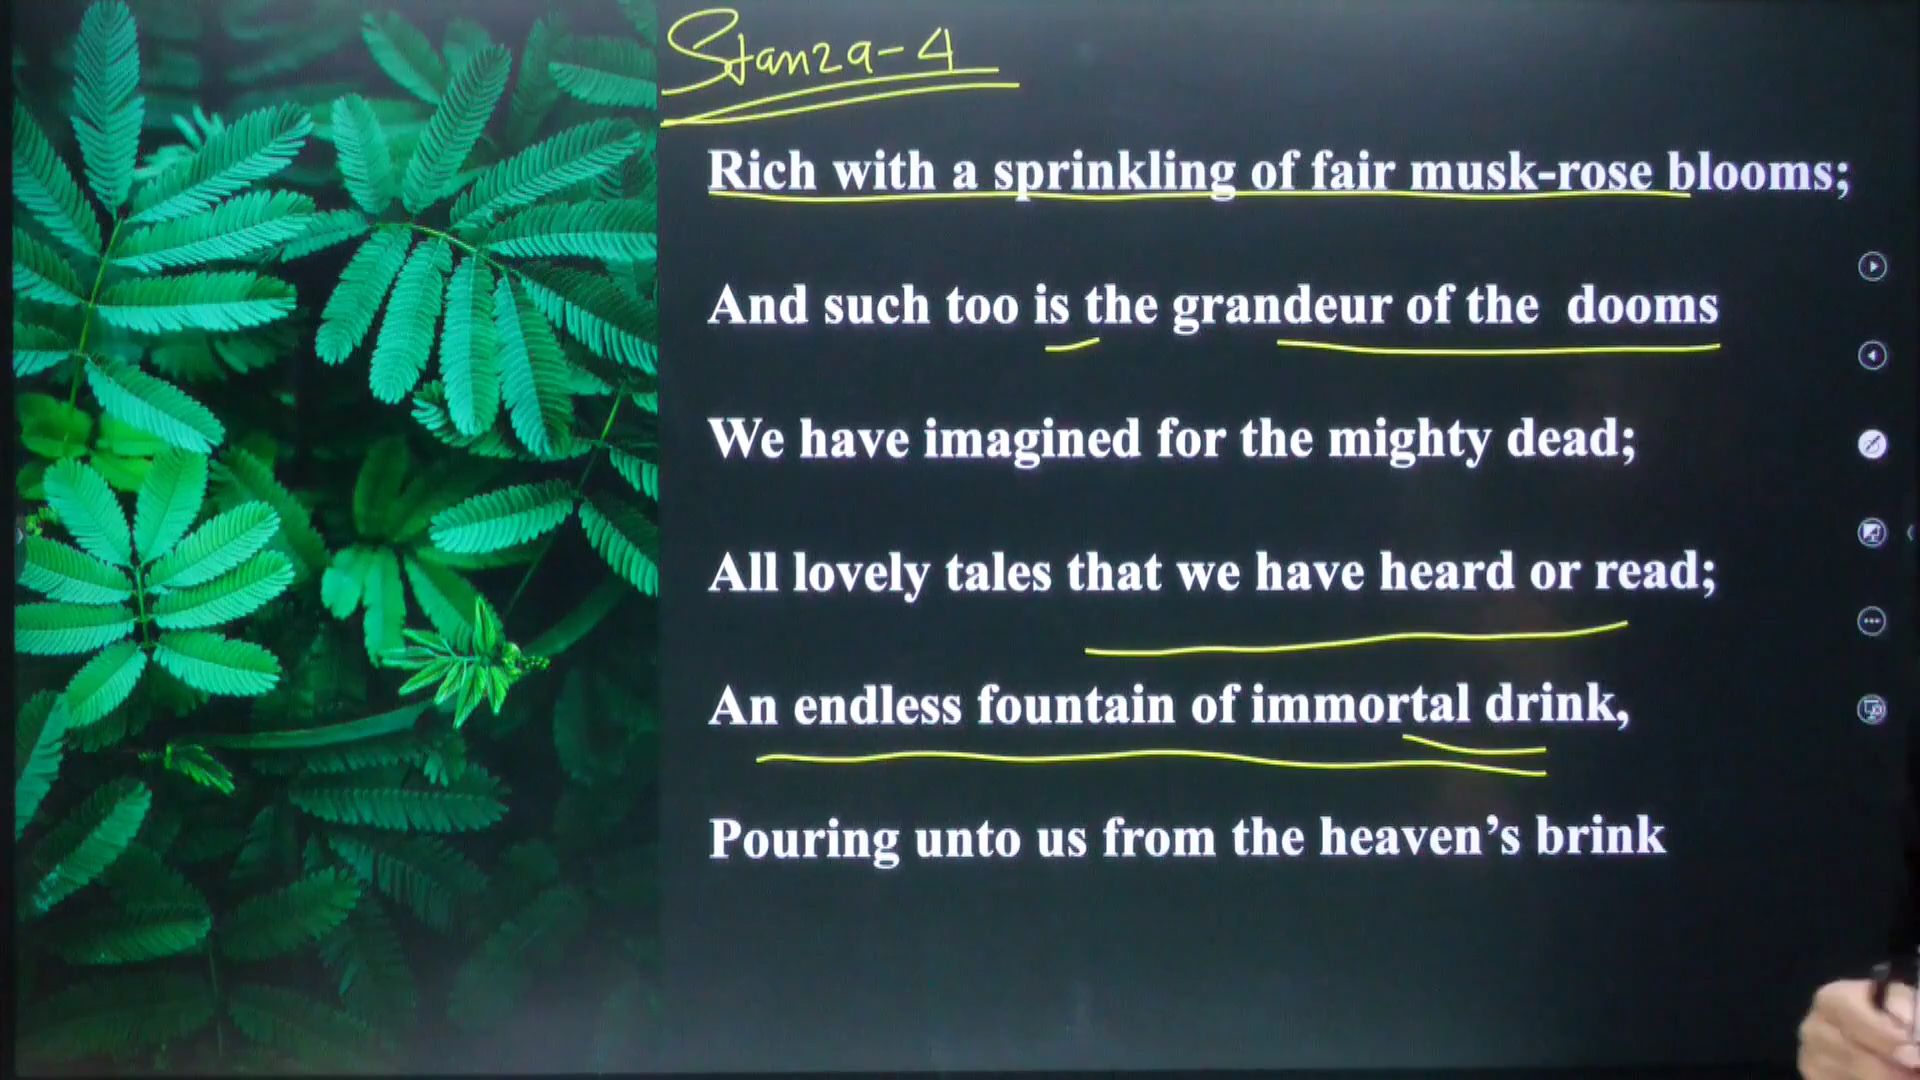 Stanza-4
Rich with a sprinkling of fair musk-rose blooms;
And such too is the grandeur of the dooms
We have imagined for the mighty dead;
All lovely tales that we have heard or read;
An endless fountain of immortal drink,
Pouring unto us from the heaven’s brink